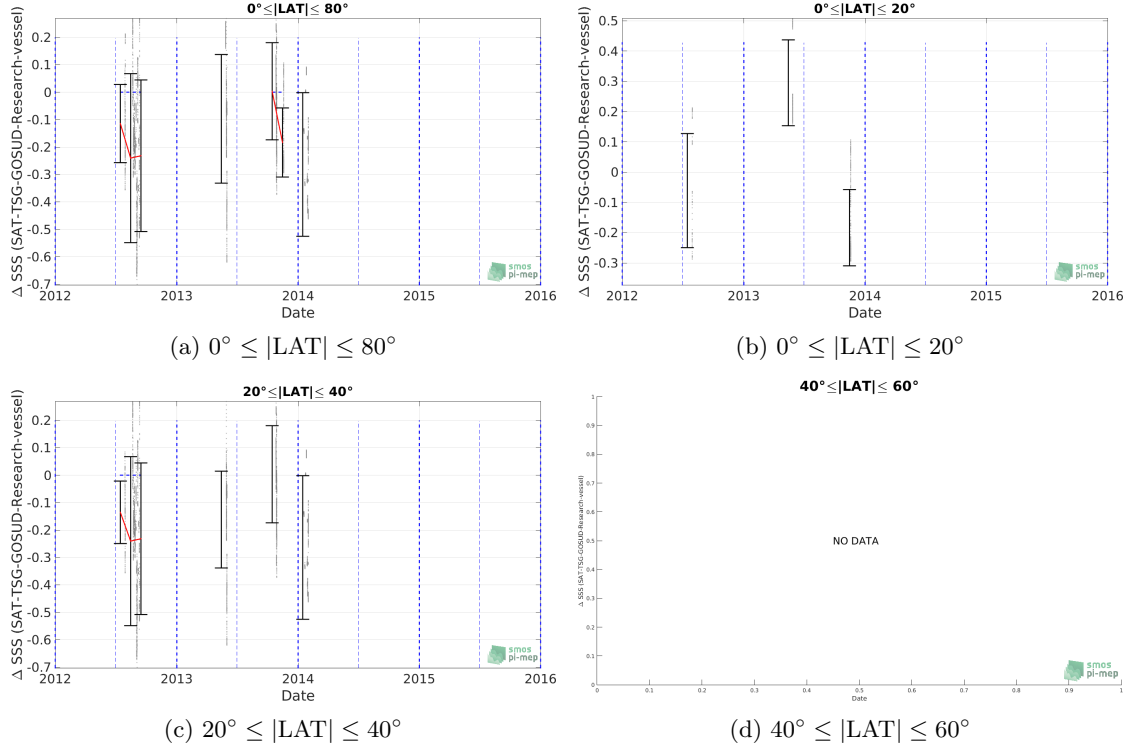 0°≤|LAT|≤ 80°
Δ SSS (SAT-TSG-GOSUD-Research-vessel)
0.2
0.1
0
-0.1
-0.2
-0.3
-0.4
-0.5
-0.6
-0.7
2012 2013 2014 2015 2016
Date
smos
pi-mep
(a) 0° ≤ |LAT| ≤ 80°
0°≤|LAT|≤ 20°
Δ SSS (SAT-TSG-GOSUD-Research-vessel)
0.5
0.4
0.3
0.2
0.1
0
-0.1
-0.2
-0.3
2012 2013 2014 2015 2016
Date
smos
pi-mep
(b) 0° ≤ |LAT| ≤ 20°
20°≤|LAT|≤ 40°
Δ SSS (SAT-TSG-GOSUD-Research-vessel)
0.2
0.1
0
-0.1
-0.2
-0.3
-0.4
-0.5
-0.6
-0.7
2012 2013 2014 2015 2016
Date
smos
pi-mep
(c) 20° ≤ |LAT| ≤ 40°
40°≤|LAT|≤ 60°
Δ SSS (SAT-TSG-GOSUD-Research-vessel)
1
0.9
0.8
0.7
0.6
0.5
0.4
0.3
0.2
0.1
0
NO DATA
0 0.1 0.2 0.3 0.4 0.5 0.6 0.7 0.8 0.9 1
Date
smos
pi-mep
(d) 40° ≤ |LAT| ≤ 60°